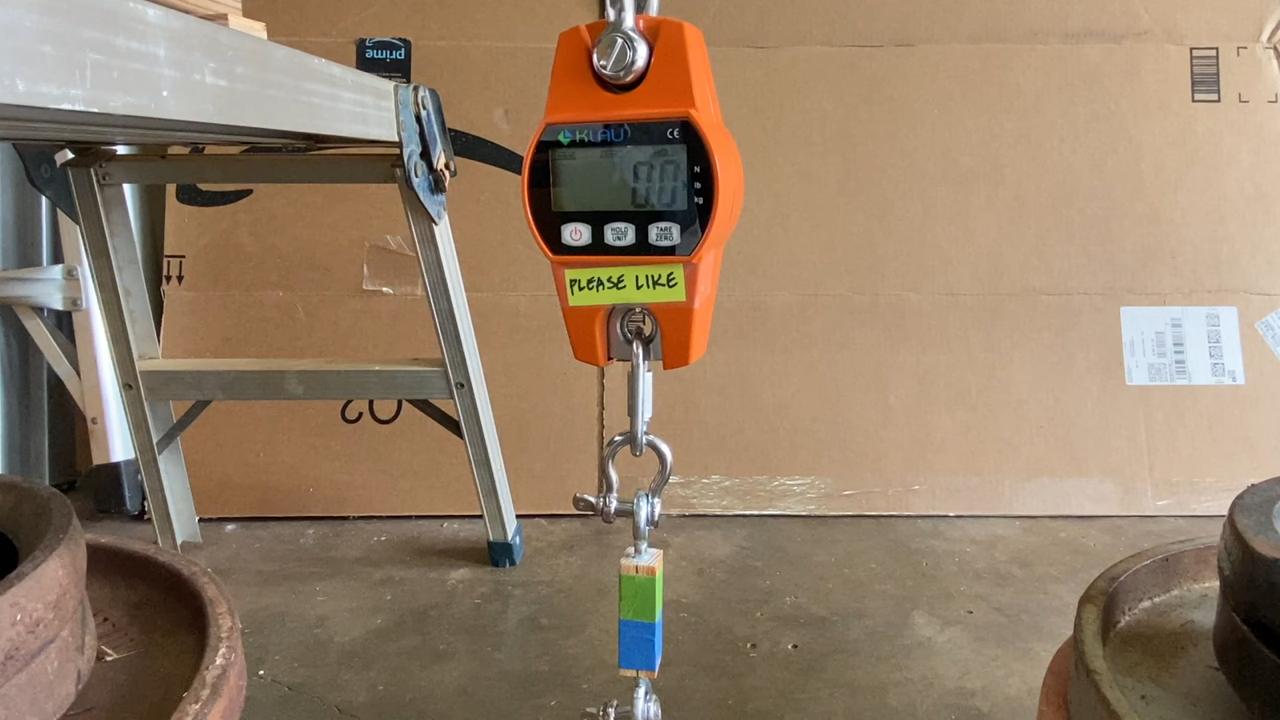 prime
KLAU
CE
0.0
N
lb
kg
HOLD
UNIT
TARE
ZERO
PLEASE LIKE